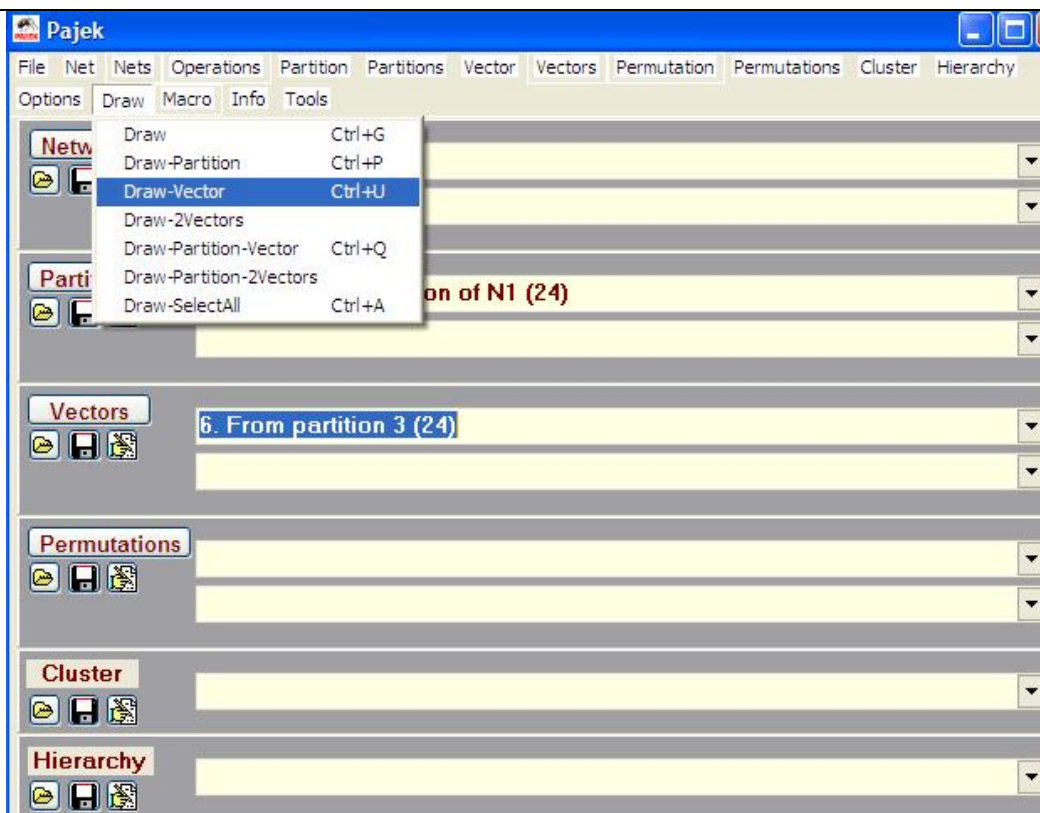 Pajek
File Net Nets Operations Partition Partitions Vector Vectors Permutation Permutations Cluster Hierarchy
Options Draw Macro Info Tools
Draw Ctrl+G
Draw-Partition Ctrl+P
Draw-Vector Ctrl+U
Draw-2Vectors
Draw-Partition-Vector Ctrl+Q
Draw-Partition-2Vectors
Draw-SelectAll Ctrl+A
Netw
Parti
on of N1 (24)
Vectors
6. From partition 3 (24)
Permutations
Cluster
Hierarchy